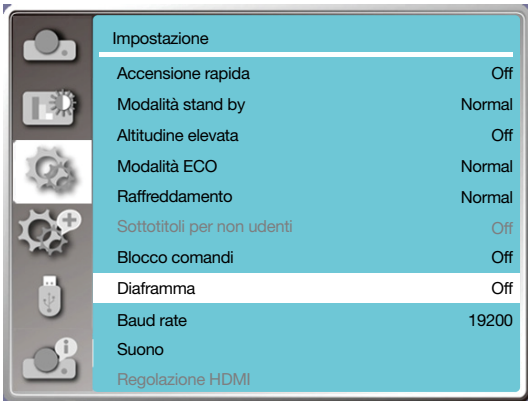 Impostazione
Accensione rapida Off
Modalità stand by Normal
Altitudine elevata Off
Modalità ECO Normal
Raffreddamento Normal
Sottotitoli per non udenti Off
Blocco comandi Off
Diaframma Off
Baud rate 19200
Suono
Regolazione HDMI